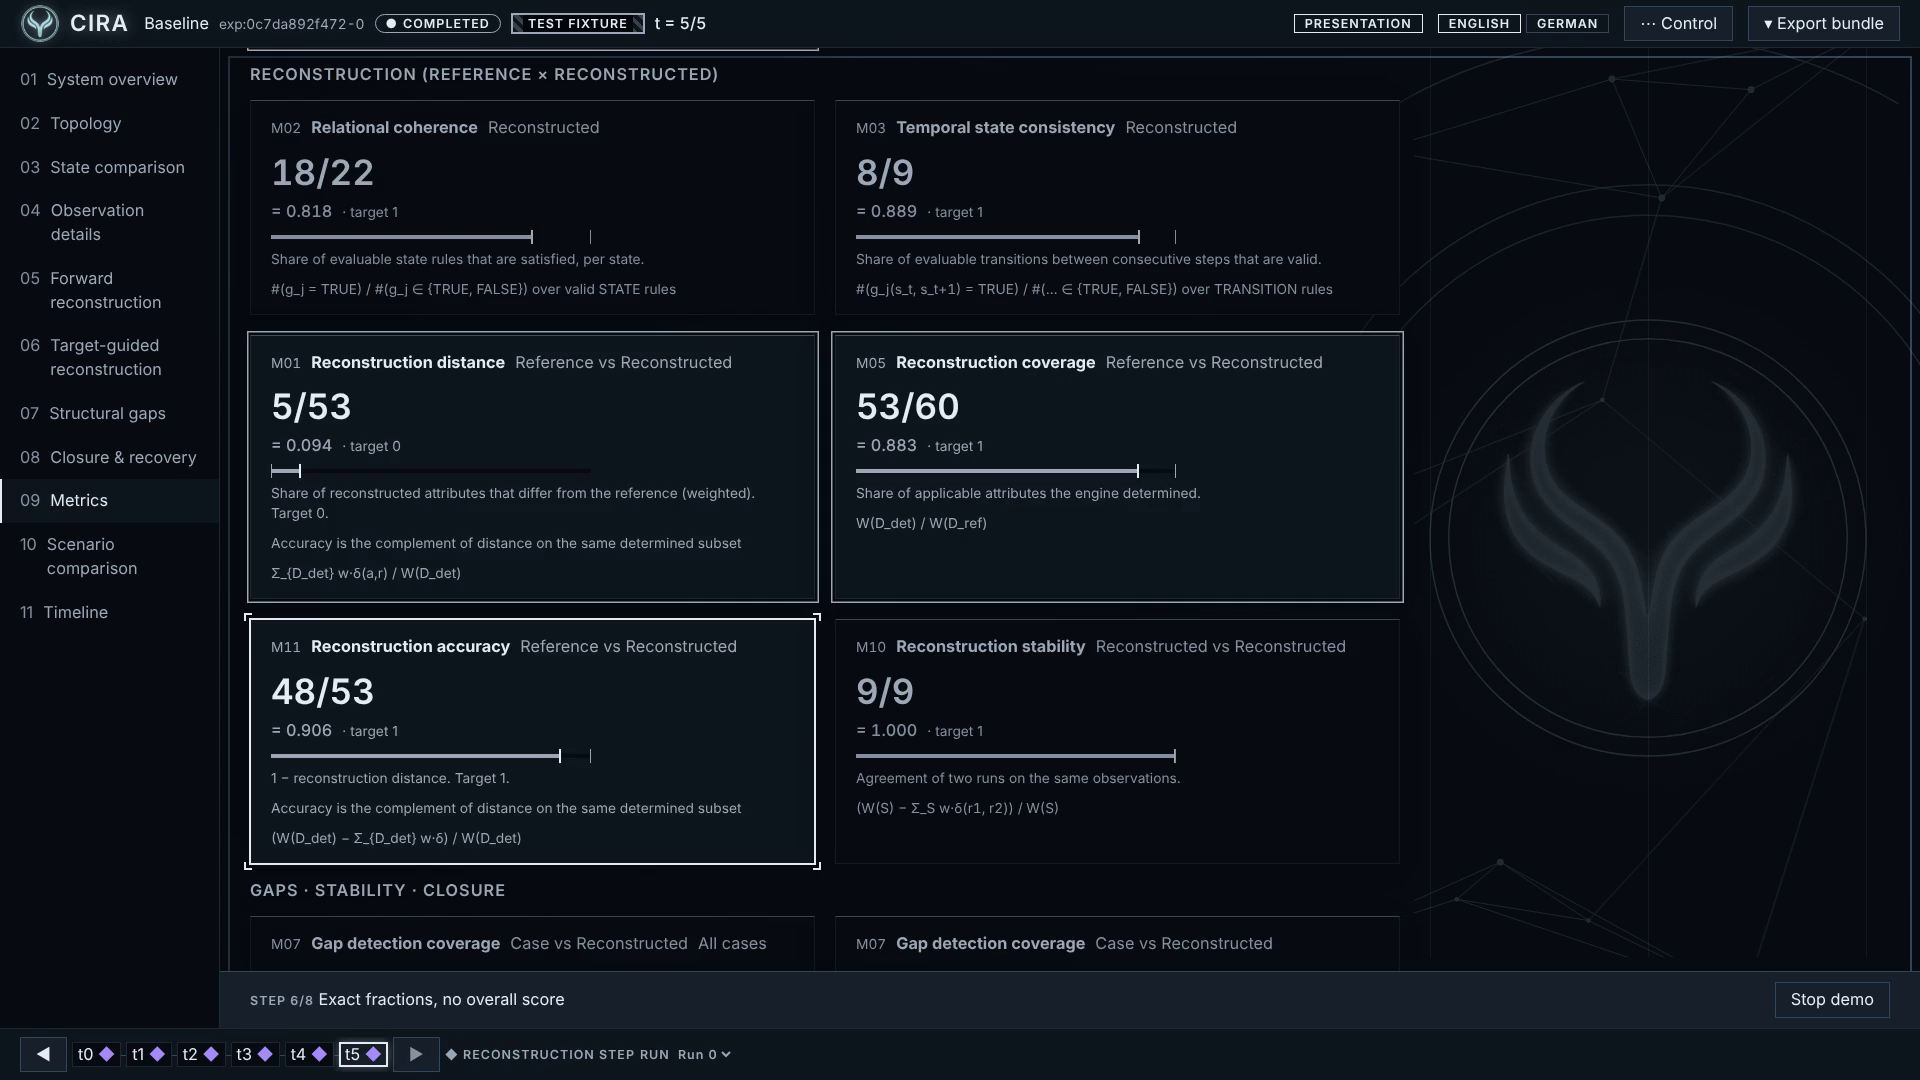 CIRA Baseline exp:0c7da892f472-0 COMPLETED TEST FIXTURE t = 5/5 PRESENTATION ENGLISH GERMAN ··· Control ▾ Export bundle
01 System overview
02 Topology
03 State comparison
04 Observation
details
05 Forward
reconstruction
06 Target-guided
reconstruction
07 Structural gaps
08 Closure & recovery
09 Metrics
10 Scenario
comparison
11 Timeline
RECONSTRUCTION (REFERENCE × RECONSTRUCTED)
M02 Relational coherence Reconstructed
18/22
= 0.818 · target 1
Share of evaluable state rules that are satisfied, per state.
#(g_j = TRUE) / #(g_j ∈ {TRUE, FALSE}) over valid STATE rules
M03 Temporal state consistency Reconstructed
8/9
= 0.889 · target 1
Share of evaluable transitions between consecutive steps that are valid.
#(g_j(s_t, s_t+1) = TRUE) / #(... ∈ {TRUE, FALSE}) over TRANSITION rules
M01 Reconstruction distance Reference vs Reconstructed
5/53
= 0.094 · target 0
Share of reconstructed attributes that differ from the reference (weighted).
Target 0.
Accuracy is the complement of distance on the same determined subset
Σ_{D_det} w·δ(a,r) / W(D_det)
M05 Reconstruction coverage Reference vs Reconstructed
53/60
= 0.883 · target 1
Share of applicable attributes the engine determined.
W(D_det) / W(D_ref)
M11 Reconstruction accuracy Reference vs Reconstructed
48/53
= 0.906 · target 1
1 − reconstruction distance. Target 1.
Accuracy is the complement of distance on the same determined subset
(W(D_det) − Σ_{D_det} w·δ) / W(D_det)
M10 Reconstruction stability Reconstructed vs Reconstructed
9/9
= 1.000 · target 1
Agreement of two runs on the same observations.
(W(S) − Σ_S w·δ(r1, r2)) / W(S)
GAPS · STABILITY · CLOSURE
M07 Gap detection coverage Case vs Reconstructed All cases
M07 Gap detection coverage Case vs Reconstructed
STEP 6/8 Exact fractions, no overall score
Stop demo
◀ t0 ◆ t1 ◆ t2 ◆ t3 ◆ t4 ◆ t5 ◆ ▶ ◆ RECONSTRUCTION STEP RUN Run 0